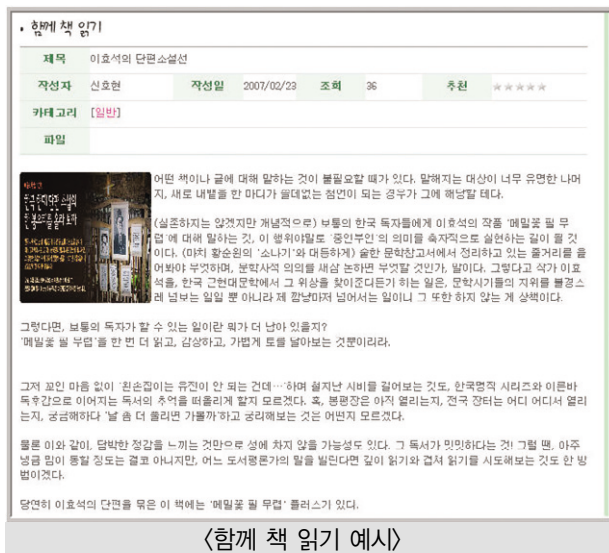 함께 책 읽기
제목 이효석의 단편소설선
작성자 신호현 작성일 2007/02/23 조회 36 추천 ★★★★★
카테고리 [일반]
파일
어떤 책이나 글에 대해 말하는 것이 불필요할 때가 있다. 말해지는 대상이 너무 유명한 나머
지, 새로 내뱉을 한 마디가 쓸데없는 첨언이 되는 경우가 그에 해당할 테다.
(실존하지는 않겠지만 개념적으로) 보통의 한국 독자들에게 이효석의 작품 '메밀꽃 필 무
렵'에 대해 말하는 것, 이 행위야말로 '중언부언'의 의미를 축자적으로 실현하는 길이 될 것
이다. (마치 황순원의 '소나기'와 대등하게) 숱한 문학참고서에서 정리하고 있는 줄거리를 읊
어봐야 무엇하며, 문학사적 의의를 새삼 논하면 무엇할 것인가, 말이다. 그렇다고 작가 이효
석을, 한국 근현대문학에서 그 위상을 찾아준다든가 하는 일은, 문학사가들의 지위를 불경스
레 넘보는 일일 뿐 아니라 제 깜냥마저 넘어서는 일이니 그 또한 하지 않는 게 상책이다.
그렇다면, 보통의 독자가 할 수 있는 일이란 뭐가 더 남아 있을지?
'메밀꽃 필 무렵'을 한 번 더 읽고, 감상하고, 가볍게 토를 달아보는 것뿐이리라.
그저 꼬인 마음 없이 '왼손잡이는 유전이 안 되는 건데…'하며 철지난 시비를 걸어보는 것도, 한국명작 시리즈와 이른바
독후감으로 이어지는 독서의 추억을 떠올리게 할지 모르겠다. 혹, 봉평장은 아직 열리는지, 전국 장터는 어디 어디서 열리
는지, 궁금해하다 '날 좀 더 풀리면 가볼까'하고 궁리해보는 것은 어떤지 모르겠다.
물론 이와 같이, 담박한 정감을 느끼는 것만으로 성에 차지 않을 가능성도 있다. 그 독서가 밋밋하다는 것! 그럴 땐, 아주
냉큼 맘이 동할 정도는 결코 아니지만, 어느 도서평론가의 말을 빌린다면 깊이 읽기와 겹쳐 읽기를 시도해보는 것도 한 방
법이겠다.
당연히 이효석의 단편을 묶은 이 책에는 '메밀꽃 필 무렵' 플러스가 있다.
〈함께 책 읽기 예시〉